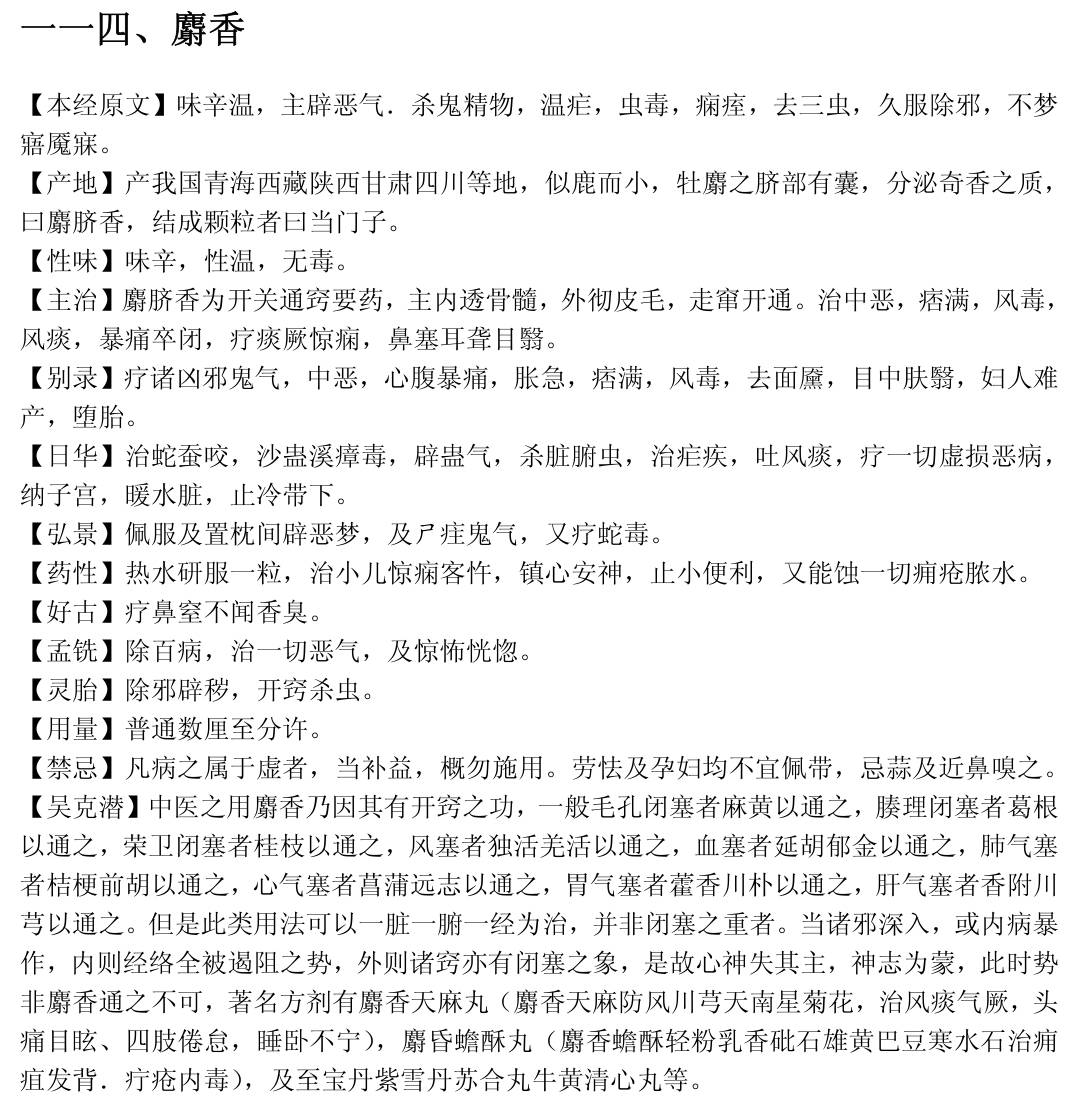 一一四、麝香
【本经原文】味辛温，主辟恶气．杀鬼精物，温疟，虫毒，痫痓，去三虫，久服除邪，不梦
寤魇寐。
【产地】产我国青海西藏陕西甘肃四川等地，似鹿而小，牡麝之脐部有囊，分泌奇香之质，
曰麝脐香，结成颗粒者曰当门子。
【性味】味辛，性温，无毒。
【主治】麝脐香为开关通窍要药，主内透骨髓，外彻皮毛，走窜开通。治中恶，痞满，风毒，
风痰，暴痛卒闭，疗痰厥惊痫，鼻塞耳聋目翳。
【别录】疗诸凶邪鬼气，中恶，心腹暴痛，胀急，痞满，风毒，去面䵟，目中肤翳，妇人难
产，堕胎。
【日华】治蛇蚕咬，沙蛊溪瘴毒，辟蛊气，杀脏腑虫，治疟疾，吐风痰，疗一切虚损恶病，
纳子宫，暖水脏，止冷带下。
【弘景】佩服及置枕间辟恶梦，及尸疰鬼气，又疗蛇毒。
【药性】热水研服一粒，治小儿惊痫客忤，镇心安神，止小便利，又能蚀一切痈疮脓水。
【好古】疗鼻窒不闻香臭。
【孟铣】除百病，治一切恶气，及惊怖恍惚。
【灵胎】除邪辟秽，开窍杀虫。
【用量】普通数厘至分许。
【禁忌】凡病之属于虚者，当补益，概勿施用。劳怯及孕妇均不宜佩带，忌蒜及近鼻嗅之。
【吴克潜】中医之用麝香乃因其有开窍之功，一般毛孔闭塞者麻黄以通之，腠理闭塞者葛根
以通之，荣卫闭塞者桂枝以通之，风塞者独活羌活以通之，血塞者延胡郁金以通之，肺气塞
者桔梗前胡以通之，心气塞者菖蒲远志以通之，胃气塞者藿香川朴以通之，肝气塞者香附川
芎以通之。但是此类用法可以一脏一腑一经为治，并非闭塞之重者。当诸邪深入，或内病暴
作，内则经络全被遏阻之势，外则诸窍亦有闭塞之象，是故心神失其主，神志为蒙，此时势
非麝香通之不可，著名方剂有麝香天麻丸（麝香天麻防风川芎天南星菊花，治风痰气厥，头
痛目眩、四肢倦怠，睡卧不宁），麝昏蟾酥丸（麝香蟾酥轻粉乳香砒石雄黄巴豆寒水石治痈
疽发背．疔疮内毒），及至宝丹紫雪丹苏合丸牛黄清心丸等。